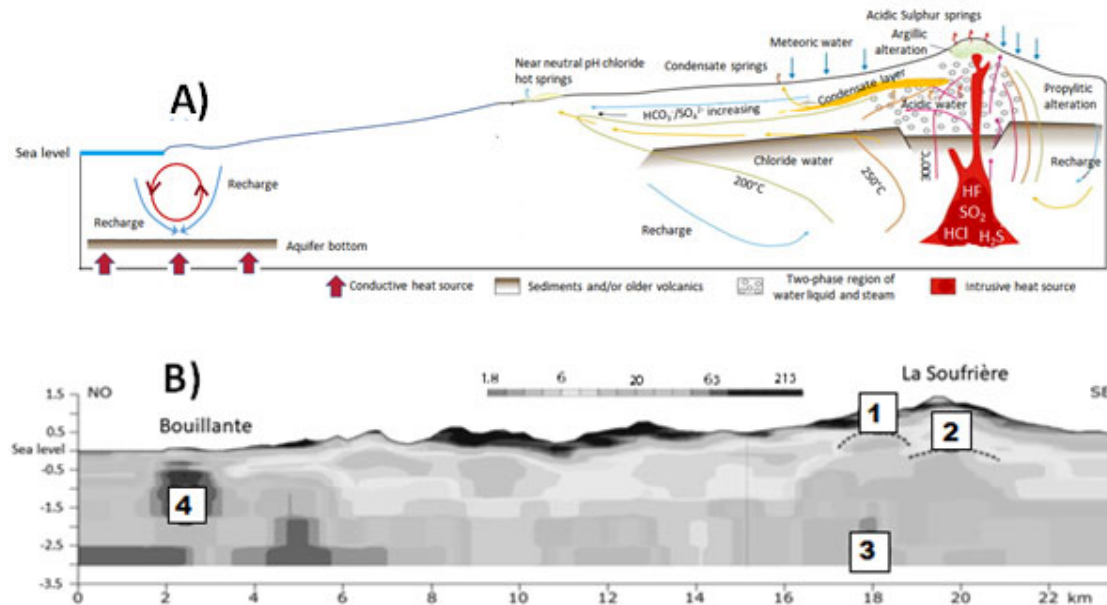 A)
Acidic Sulphur springs
Argillic
alteration
Meteoric water
Near neutral pH chloride
hot springs
Condensate springs
Condensate layer
Acidic water
Propylitic
alteration
HCO₃⁻/SO₄²⁻ increasing
Sea level
Chloride water
Recharge
Recharge
Recharge
Recharge
200°C
250°C
300°C
HF
SO₂
HCl
H₂S
Aquifer bottom
Conductive heat source
Sediments and/or older volcanics
Two-phase region of
water liquid and steam
Intrusive heat source
B)
1.8 6 20 63 213
La Soufrière
1.5
NO
SE
Bouillante
0.5
Sea level
-0.5
-1.5
-2.5
-3.5
1
2
3
4
0 2 4 6 8 10 12 14 16 18 20 22 km